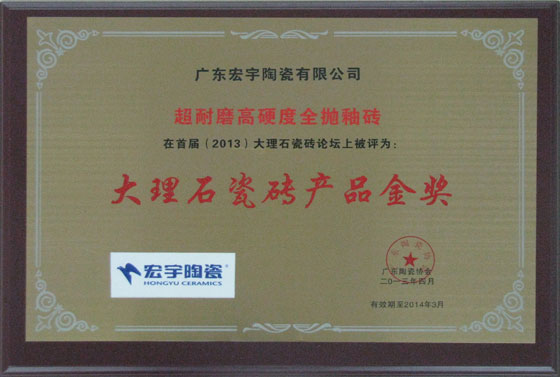 广东宏宇陶瓷有限公司
超耐磨高硬度全抛釉砖
在首届（2013）大理石瓷砖论坛上被评为：
大理石瓷砖产品金奖
宏宇陶瓷®
HONGYU CERAMICS
广东陶瓷协会
二〇一三年四月
有效期至2014年3月